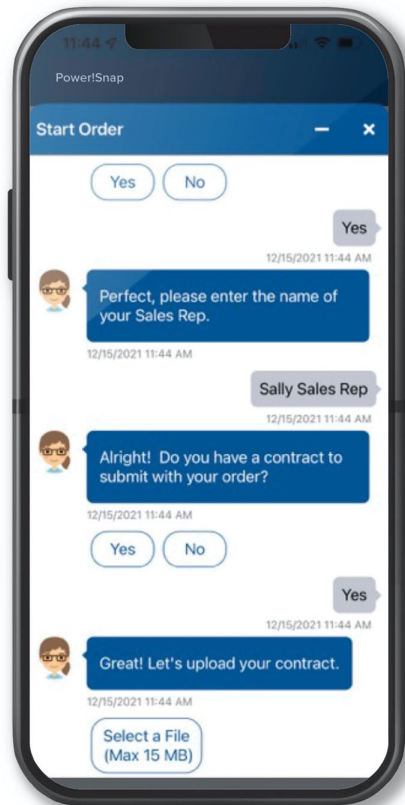 11:44
Power!Snap
Start Order
Yes No
Yes
12/15/2021 11:44 AM
Perfect, please enter the name of
your Sales Rep.
12/15/2021 11:44 AM
Sally Sales Rep
12/15/2021 11:44 AM
Alright! Do you have a contract to
submit with your order?
12/15/2021 11:44 AM
Yes No
Yes
12/15/2021 11:44 AM
Great! Let's upload your contract.
12/15/2021 11:44 AM
Select a File
(Max 15 MB)